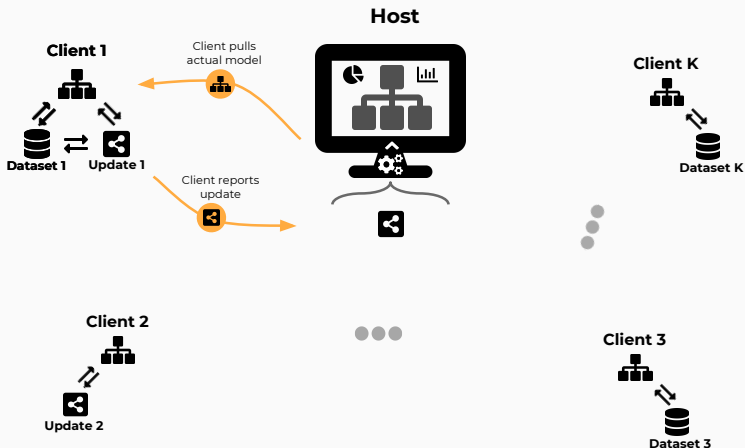 Host
Client 1
Client pulls
actual model
Client K
Dataset 1
Update 1
Dataset K
Client reports
update
Client 2
Client 3
Update 2
Dataset 3